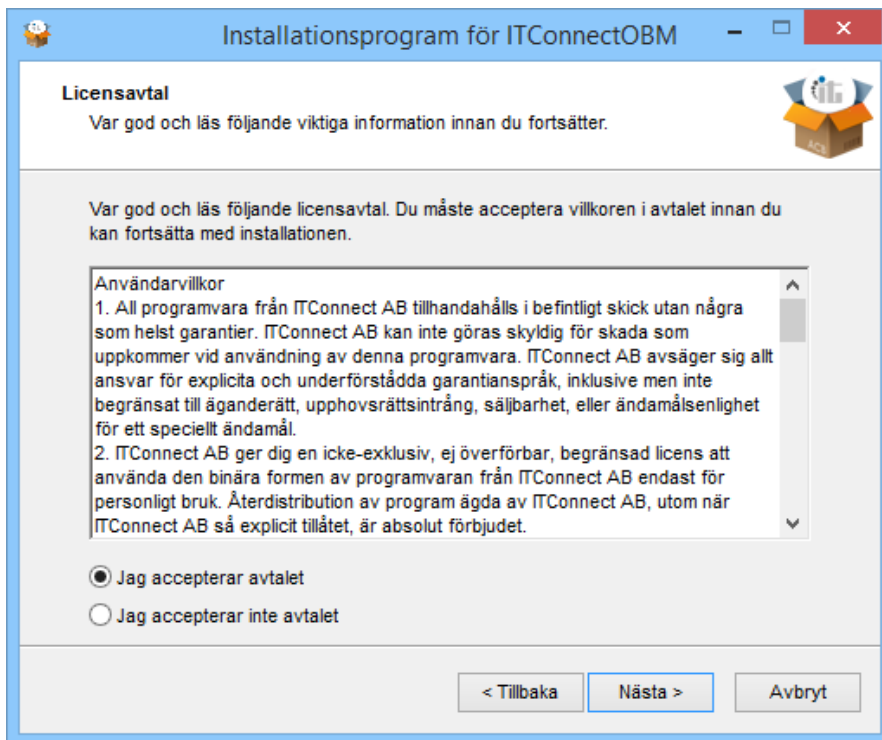 Installationsprogram för ITConnectOBM
Licensavtal
Var god och läs följande viktiga information innan du fortsätter.
it
ACB
Var god och läs följande licensavtal. Du måste acceptera villkoren i avtalet innan du
kan fortsätta med installationen.
Användarvillkor
1. All programvara från ITConnect AB tillhandahålls i befintligt skick utan några
som helst garantier. ITConnect AB kan inte göras skyldig för skada som
uppkommer vid användning av denna programvara. ITConnect AB avsäger sig allt
ansvar för explicita och underförstådda garantianspråk, inklusive men inte
begränsat till äganderätt, upphovsrättsintrång, säljbarhet, eller ändamålsenlighet
för ett speciellt ändamål.
2. ITConnect AB ger dig en icke-exklusiv, ej överförbar, begränsad licens att
använda den binära formen av programvaran från ITConnect AB endast för
personligt bruk. Återdistribution av program ägda av ITConnect AB, utom när
ITConnect AB så explicit tillåtet, är absolut förbjudet.
Jag accepterar avtalet
Jag accepterar inte avtalet
< Tillbaka
Nästa >
Avbryt